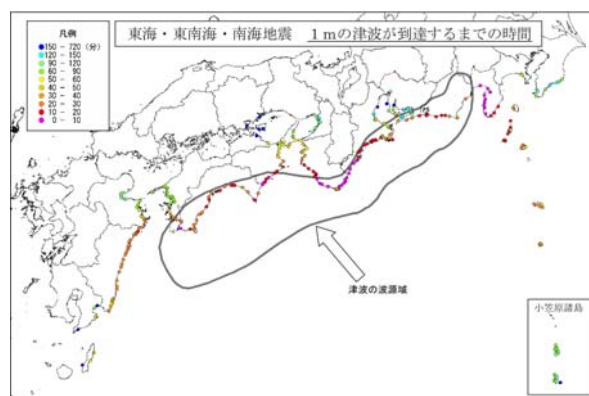 東海・東南海・南海地震　１ｍの津波が到達するまでの時間
凡例
150 - 720 (分)
120 - 150
90 - 120
60 - 90
50 - 60
40 - 50
30 - 40
20 - 30
10 - 20
0 - 10
津波の波源域
小笠原諸島